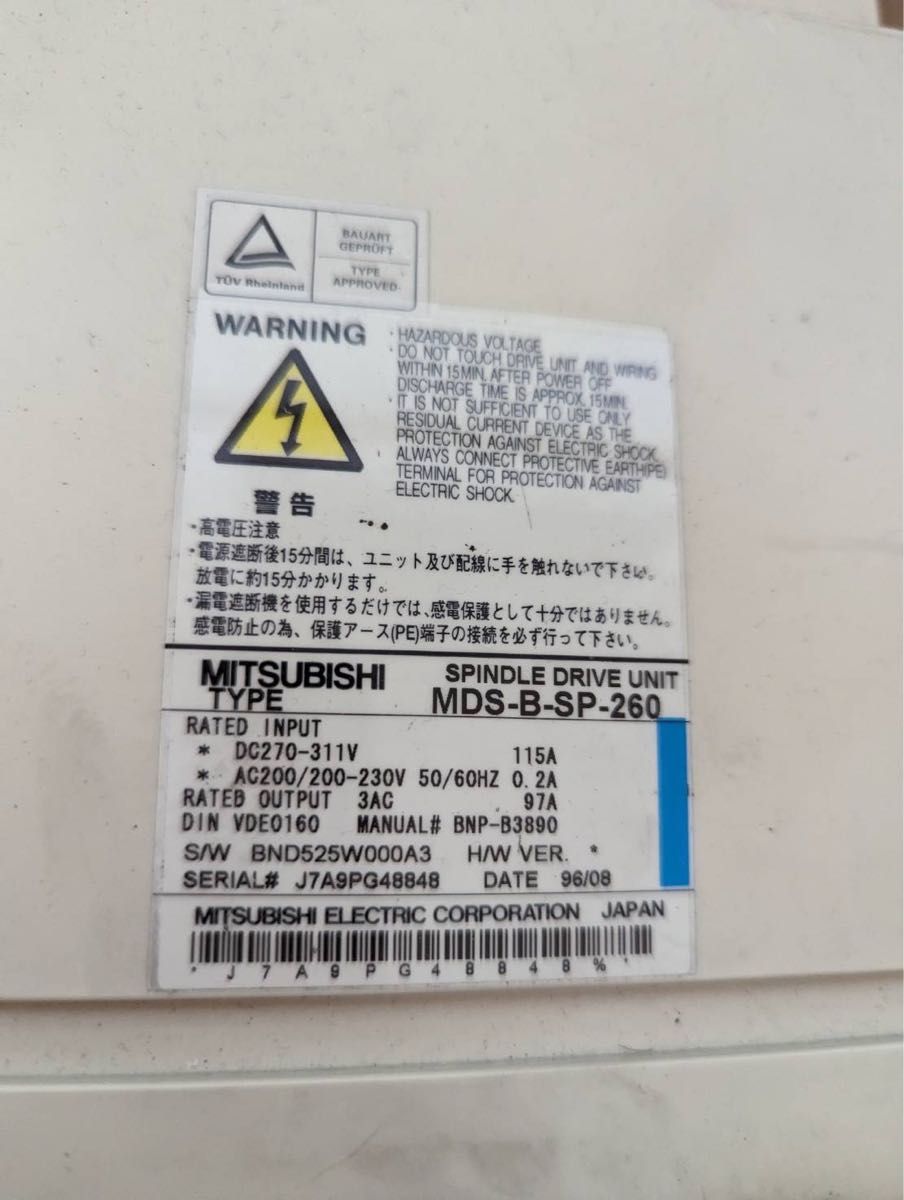 TÜV Rheinland
BAUART
GEPRÜFT
TYPE
APPROVED
WARNING
・HAZARDOUS VOLTAGE
DO NOT TOUCH DRIVE UNIT AND WIRING
WITHIN 15MIN. AFTER POWER OFF
DISCHARGE TIME IS APPROX. 15MIN.
・IT IS NOT SUFFICIENT TO USE ONLY
RESIDUAL CURRENT DEVICE AS THE
PROTECTION AGAINST ELECTRIC SHOCK.
ALWAYS CONNECT PROTECTIVE EARTH(PE)
TERMINAL FOR PROTECTION AGAINST
ELECTRIC SHOCK.
警告
・高電圧注意
・電源遮断後15分間は、ユニット及び配線に手を触れないで下さい。
放電に約15分かかります。
・漏電遮断機を使用するだけでは、感電保護として十分ではありません。
感電防止の為、保護アース(PE)端子の接続を必ず行って下さい。
MITSUBISHI SPINDLE DRIVE UNIT
TYPE MDS-B-SP-260
RATED INPUT
* DC270-311V 115A
* AC200/200-230V 50/60HZ 0.2A
RATEB OUTPUT 3AC 97A
DIN VDE0160 MANUAL# BNP-B3890
S/W BND525W000A3 H/W VER. *
SERIAL# J7A9PG48848 DATE 96/08
MITSUBISHI ELECTRIC CORPORATION JAPAN
* J 7 A 9 P G 4 8 8 4 8 % *